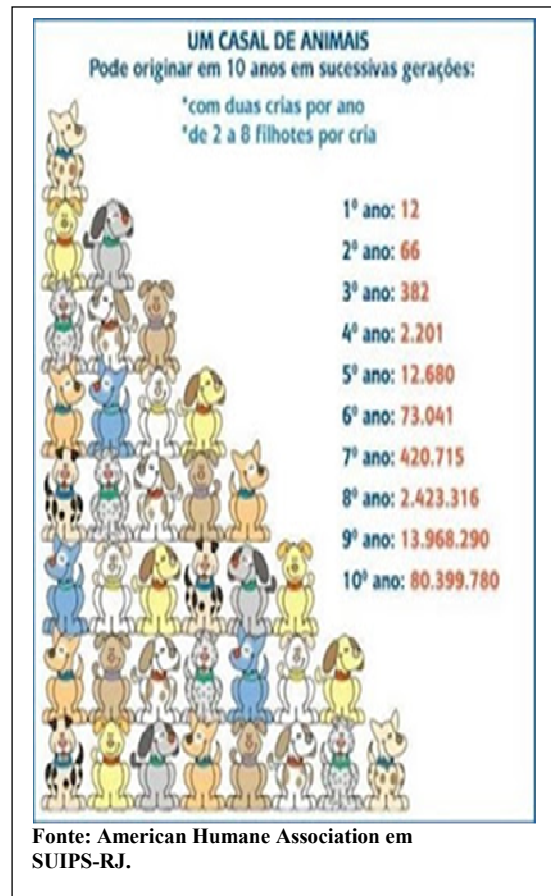 UM CASAL DE ANIMAIS
Pode originar em 10 anos em sucessivas gerações:
*com duas crias por ano
*de 2 a 8 filhotes por cria
1º ano: 12
2º ano: 66
3º ano: 382
4º ano: 2.201
5º ano: 12.680
6º ano: 73.041
7º ano: 420.715
8º ano: 2.423.316
9º ano: 13.968.290
10º ano: 80.399.780
Fonte: American Humane Association em
SUIPS-RJ.